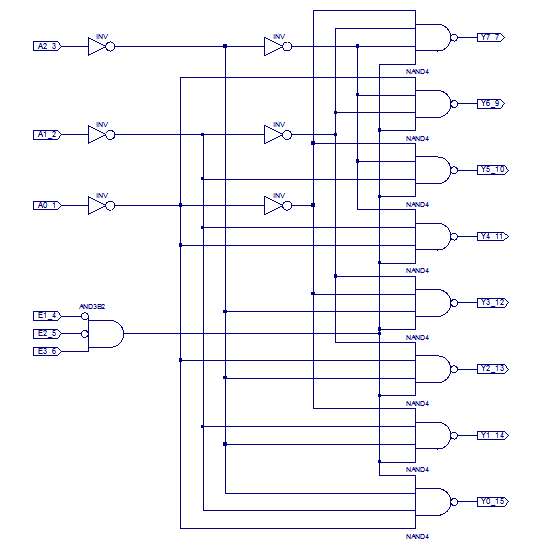 Y7_7
INV
INV
A2_3
NAND4
Y6_9
INV
INV
NAND4
A1_2
Y5_10
INV
INV
NAND4
A0_1
Y4_11
NAND4
AND3B2
Y3_12
E1_4
E2_5
NAND4
E3_6
Y2_13
NAND4
Y1_14
NAND4
Y0_15
NAND4